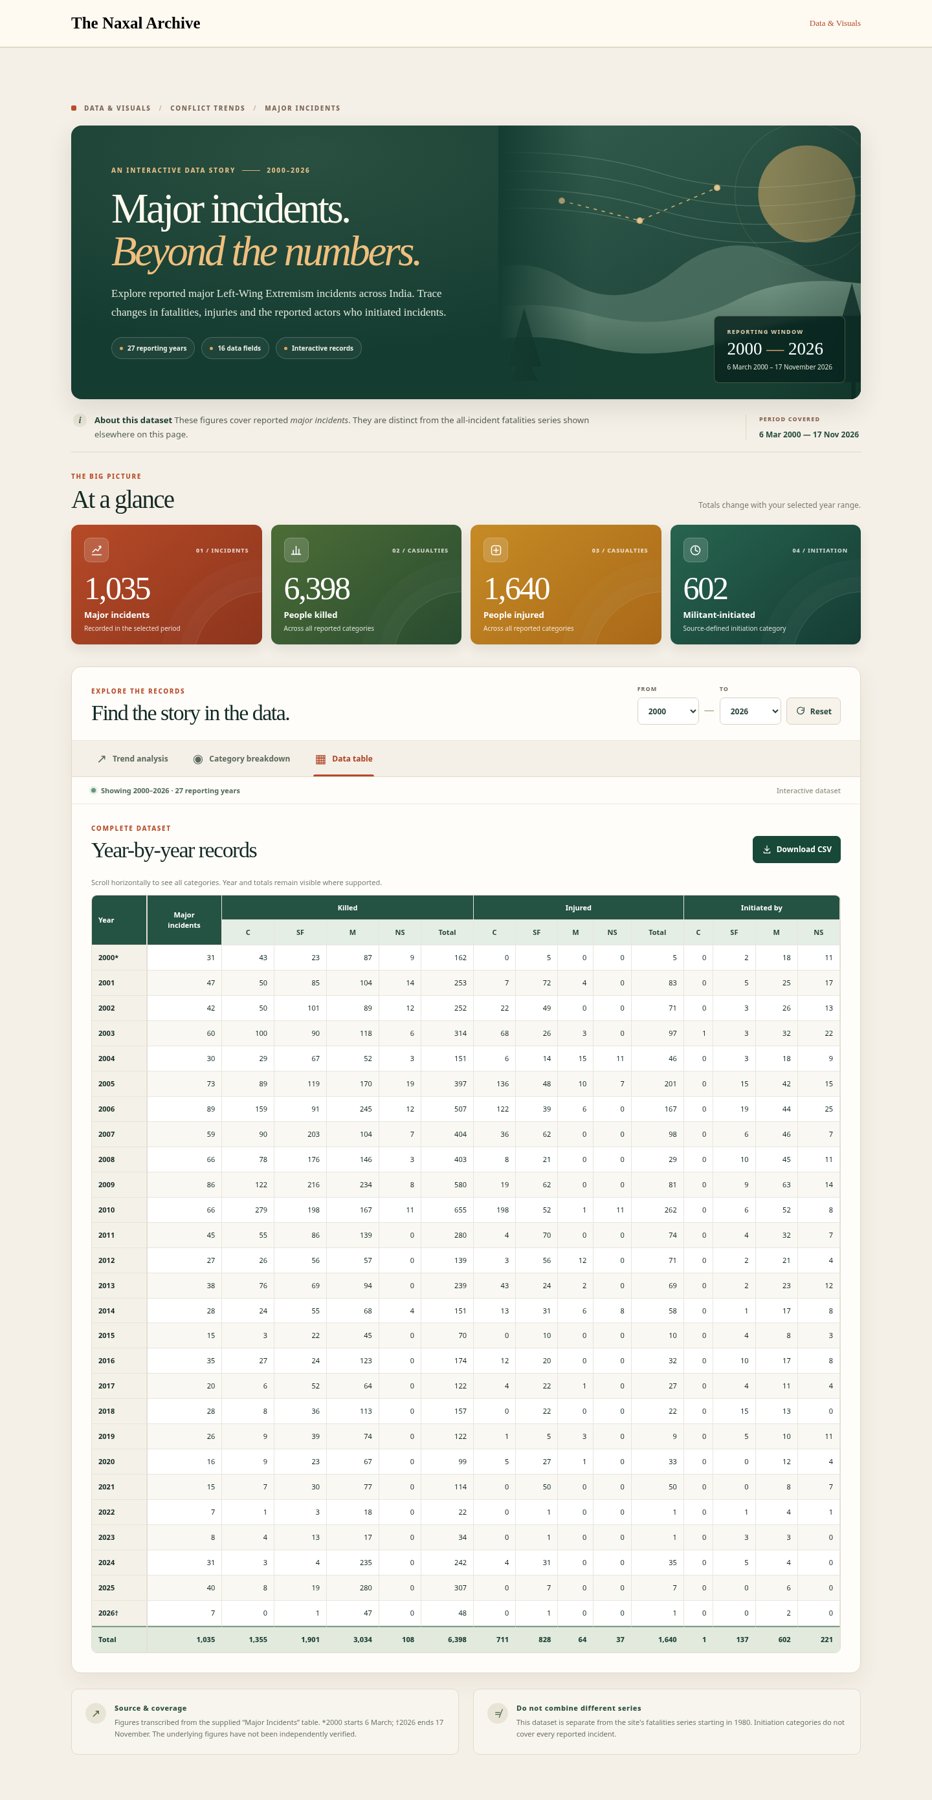 The Naxal Archive
Data & Visuals
DATA & VISUALS / CONFLICT TRENDS / MAJOR INCIDENTS
AN INTERACTIVE DATA STORY — 2000–2026
Major incidents.
Beyond the numbers.
Explore reported major Left-Wing Extremism incidents across India. Trace
changes in fatalities, injuries and the reported actors who initiated incidents.
27 reporting years
16 data fields
Interactive records
REPORTING WINDOW
2000 — 2026
6 March 2000 – 17 November 2026
i About this dataset These figures cover reported major incidents. They are distinct from the all-incident fatalities series shown
elsewhere on this page.
PERIOD COVERED
6 Mar 2000 — 17 Nov 2026
THE BIG PICTURE
At a glance
Totals change with your selected year range.
01 / INCIDENTS
1,035
Major incidents
Recorded in the selected period
02 / CASUALTIES
6,398
People killed
Across all reported categories
03 / CASUALTIES
1,640
People injured
Across all reported categories
04 / INITIATION
602
Militant-initiated
Source-defined initiation category
EXPLORE THE RECORDS
Find the story in the data.
FROM
2000
—
TO
2026
Reset
↗ Trend analysis
◉ Category breakdown
▦ Data table
Showing 2000–2026 · 27 reporting years
Interactive dataset
COMPLETE DATASET
Year-by-year records
Download CSV
Scroll horizontally to see all categories. Year and totals remain visible where supported.
Year Major incidents Killed Injured Initiated by
C SF M NS Total C SF M NS Total C SF M NS
2000* 31 43 23 87 9 162 0 5 0 0 5 0 2 18 11
2001 47 50 85 104 14 253 7 72 4 0 83 0 5 25 17
2002 42 50 101 89 12 252 22 49 0 0 71 0 3 26 13
2003 60 100 90 118 6 314 68 26 3 0 97 1 3 32 22
2004 30 29 67 52 3 151 6 14 15 11 46 0 3 18 9
2005 73 89 119 170 19 397 136 48 10 7 201 0 15 42 15
2006 89 159 91 245 12 507 122 39 6 0 167 0 19 44 25
2007 59 90 203 104 7 404 36 62 0 0 98 0 6 46 7
2008 66 78 176 146 3 403 8 21 0 0 29 0 10 45 11
2009 86 122 216 234 8 580 19 62 0 0 81 0 9 63 14
2010 66 279 198 167 11 655 198 52 1 11 262 0 6 52 8
2011 45 55 86 139 0 280 4 70 0 0 74 0 4 32 7
2012 27 26 56 57 0 139 3 56 12 0 71 0 2 21 4
2013 38 76 69 94 0 239 43 24 2 0 69 0 2 23 12
2014 28 24 55 68 4 151 13 31 6 8 58 0 1 17 8
2015 15 3 22 45 0 70 0 10 0 0 10 0 4 8 3
2016 35 27 24 123 0 174 12 20 0 0 32 0 10 17 8
2017 20 6 52 64 0 122 4 22 1 0 27 0 4 11 4
2018 28 8 36 113 0 157 0 22 0 0 22 0 15 13 0
2019 26 9 39 74 0 122 1 5 3 0 9 0 5 10 11
2020 16 9 23 67 0 99 5 27 1 0 33 0 0 12 4
2021 15 7 30 77 0 114 0 50 0 0 50 0 0 8 7
2022 7 1 3 18 0 22 0 1 0 0 1 0 1 4 1
2023 8 4 13 17 0 34 0 1 0 0 1 0 3 3 0
2024 31 3 4 235 0 242 4 31 0 0 35 0 5 4 0
2025 40 8 19 280 0 307 0 7 0 0 7 0 0 6 0
2026† 7 0 1 47 0 48 0 1 0 0 1 0 0 2 0
Total 1,035 1,355 1,901 3,034 108 6,398 711 828 64 37 1,640 1 137 602 221
↗ Source & coverage
Figures transcribed from the supplied “Major Incidents” table. *2000 starts 6 March; †2026 ends 17
November. The underlying figures have not been independently verified.
≠ Do not combine different series
This dataset is separate from the site’s fatalities series starting in 1980. Initiation categories do not
cover every reported incident.